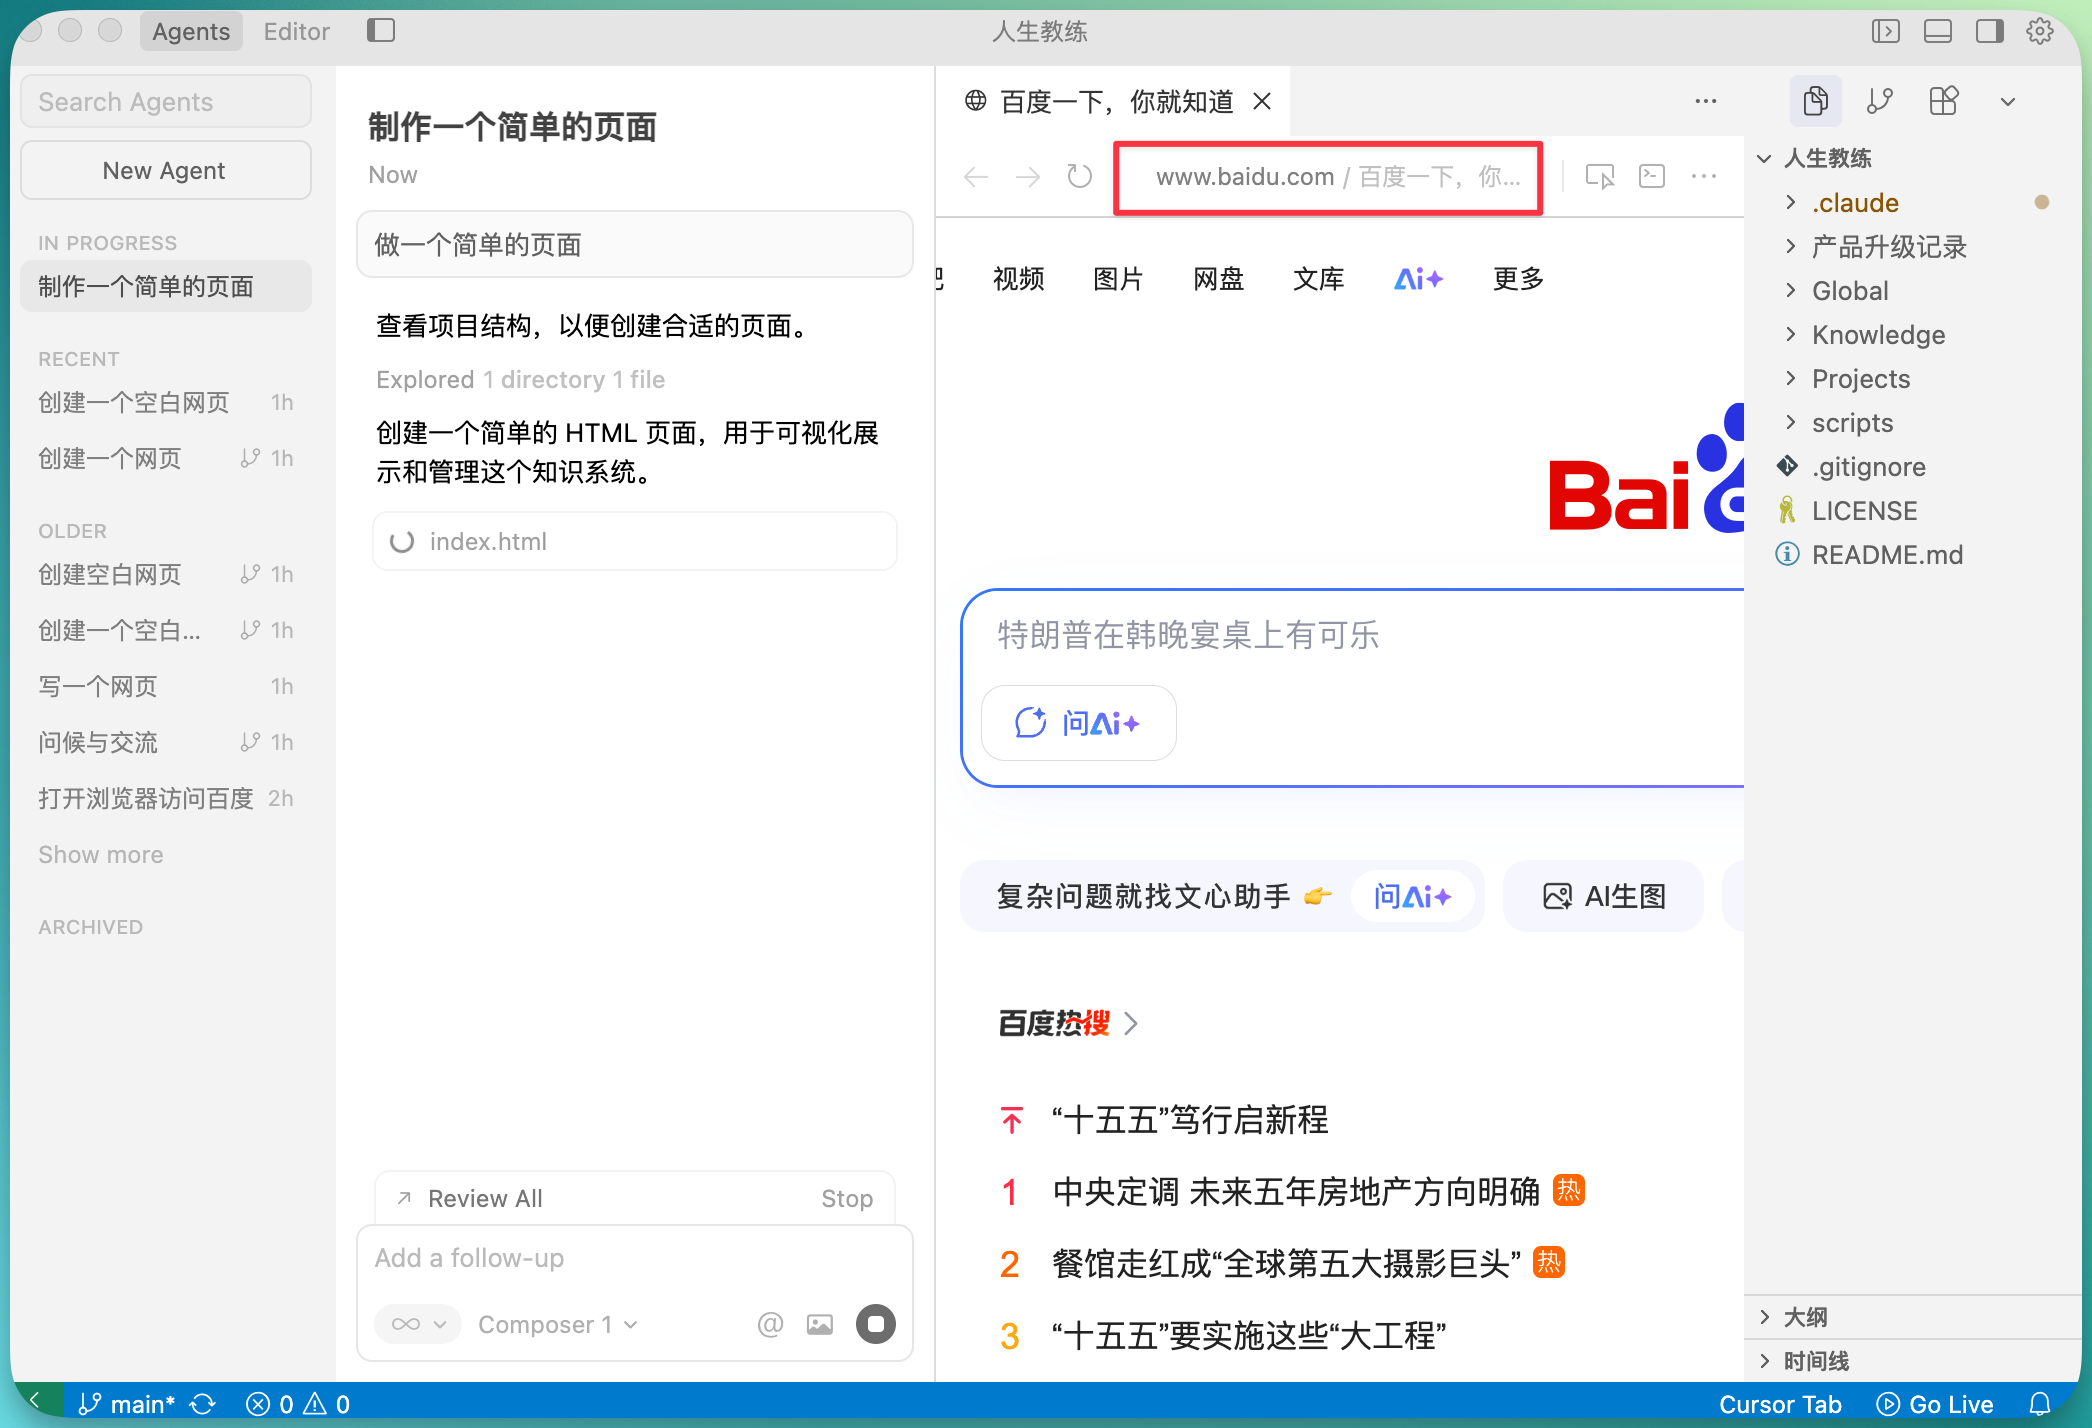 Agents
Editor
人生教练
Search Agents
New Agent
IN PROGRESS
制作一个简单的页面
RECENT
创建一个空白网页 1h
创建一个网页 1h
OLDER
创建空白网页 1h
创建一个空白... 1h
写一个网页 1h
问候与交流 1h
打开浏览器访问百度 2h
Show more
ARCHIVED
制作一个简单的页面
Now
做一个简单的页面
查看项目结构，以便创建合适的页面。
Explored 1 directory 1 file
创建一个简单的 HTML 页面，用于可视化展
示和管理这个知识系统。
index.html
Review All
Stop
Add a follow-up
Composer 1
百度一下，你就知道
www.baidu.com / 百度一下，你...
视频 图片 网盘 文库 Ai+ 更多
Bai
特朗普在韩晚宴桌上有可乐
问Ai+
复杂问题就找文心助手 👉 问Ai+
AI生图
百度热搜
“十五五”笃行启新程
1 中央定调 未来五年房地产方向明确 热
2 餐馆走红成“全球第五大摄影巨头” 热
3 “十五五”要实施这些“大工程”
人生教练
.claude
产品升级记录
Global
Knowledge
Projects
scripts
.gitignore
LICENSE
README.md
大纲
时间线
main*
0
0
Cursor Tab
Go Live